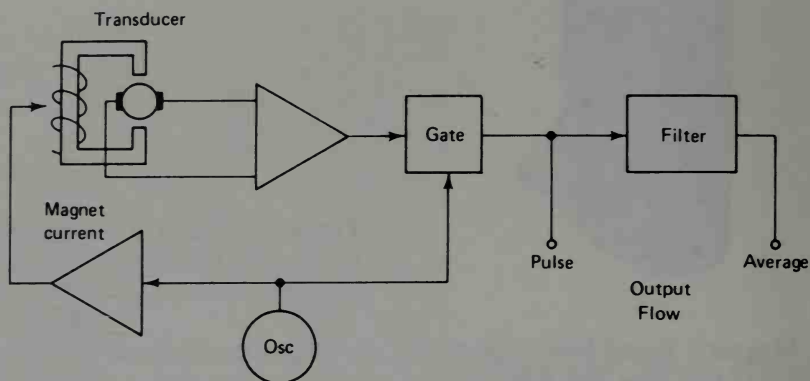 Transducer
Gate
Filter
Magnet
current
Pulse
Average
Output
Flow
Osc